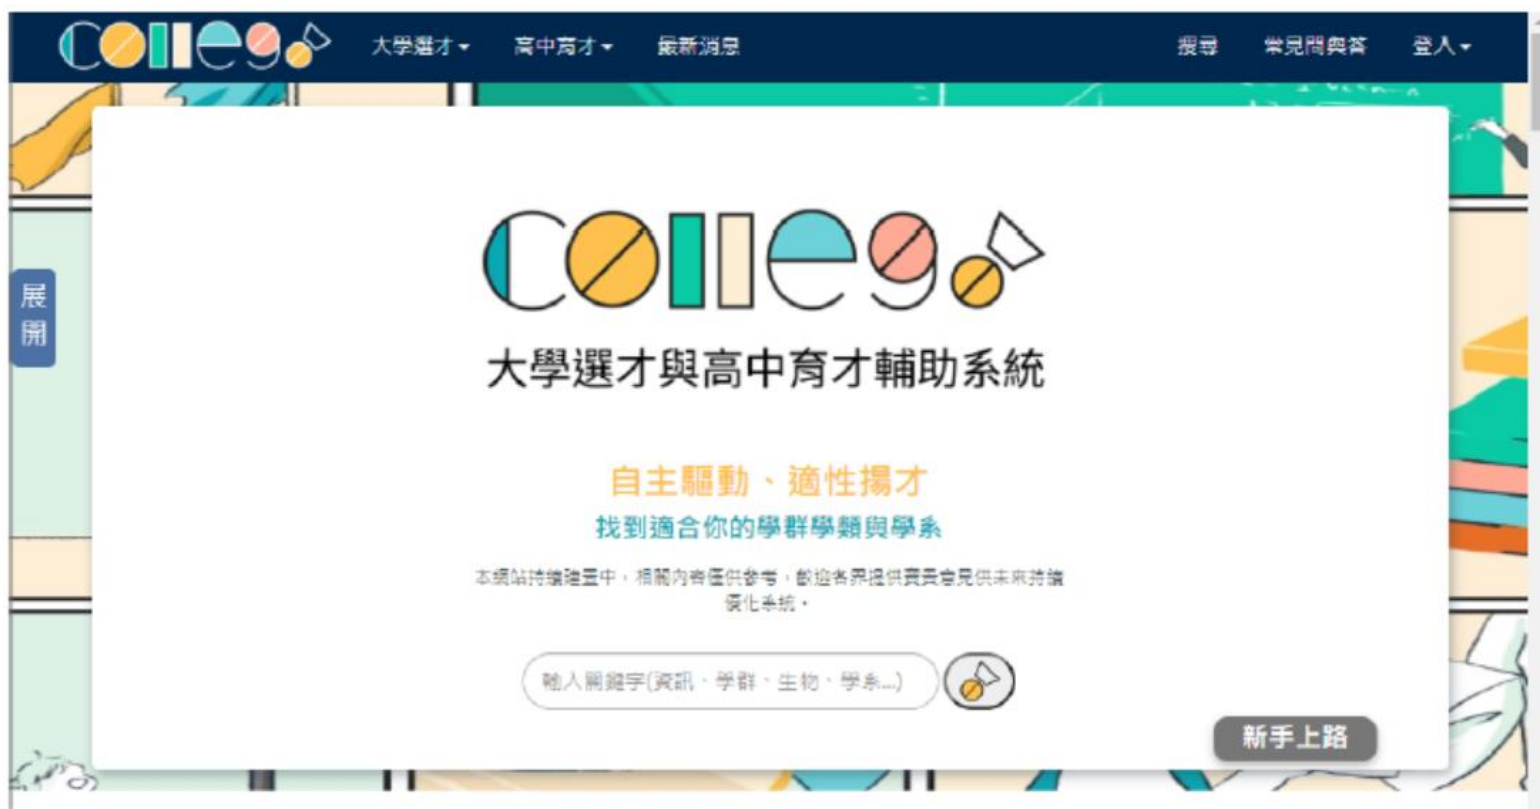 Collego 大學選才 高中育才 最新消息 搜尋 常見問與答 登入
展開
Collego
大學選才與高中育才輔助系統
自主驅動、適性揚才
找到適合你的學群學類與學系
本網站持續建置中，相關內容僅供參考，歡迎各界提供寶貴意見供未來持續
優化系統。
輸入關鍵字(資訊、學群、生物、學系...)
新手上路